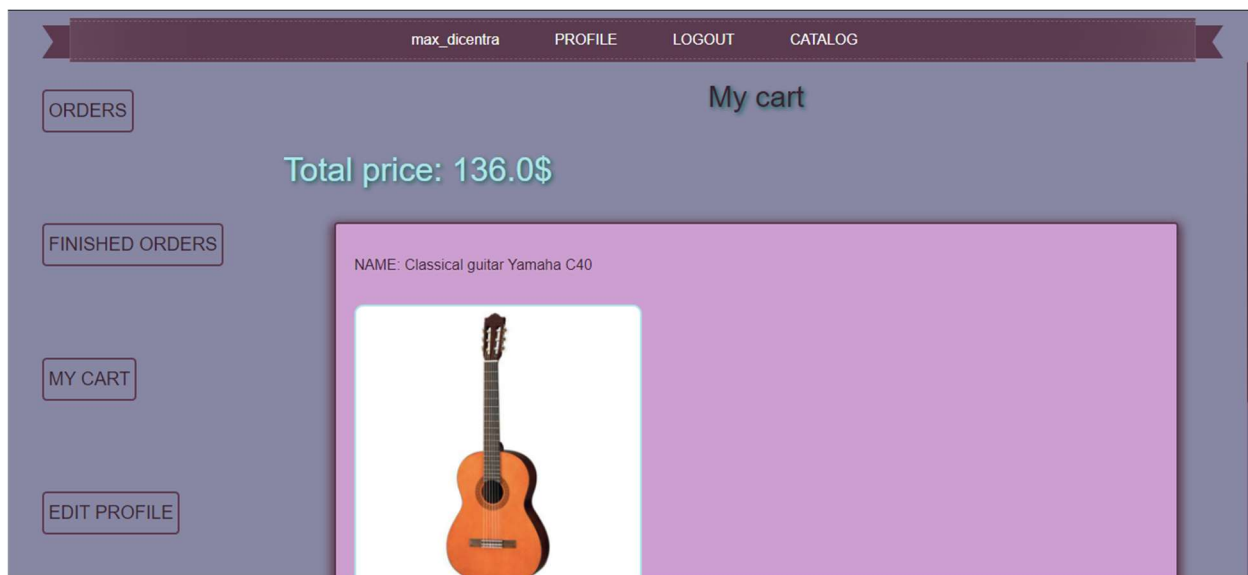 max_dicentra PROFILE LOGOUT CATALOG
My cart
ORDERS
Total price: 136.0$
FINISHED ORDERS
NAME: Classical guitar Yamaha C40
MY CART
EDIT PROFILE